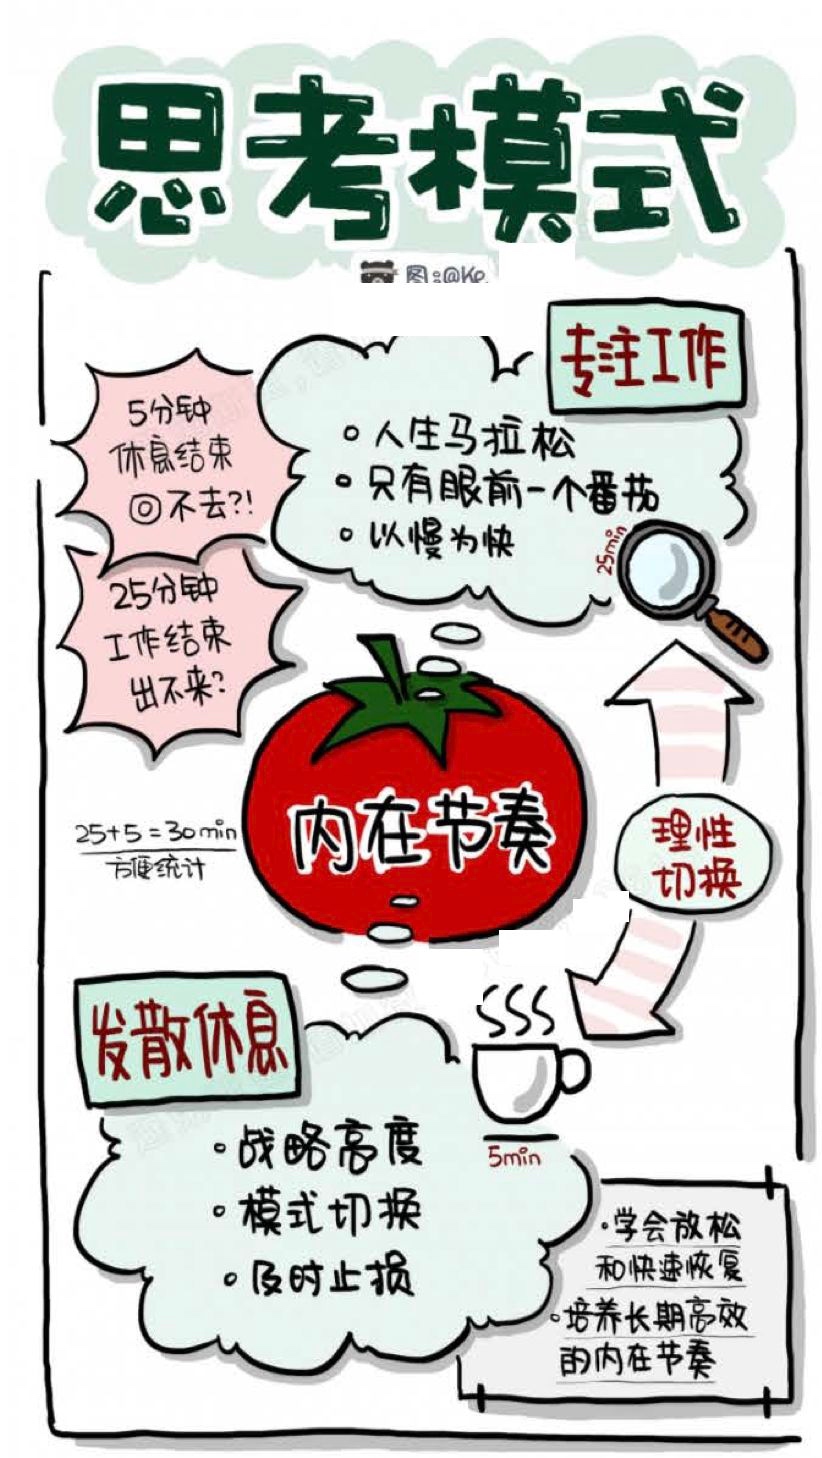 思考模式
图:@Ke.
专注工作
5分钟
休息结束
回不去?!
人生马拉松
只有眼前一个番茄
以慢为快
25min
25分钟
工作结束
出不来?
内在节奏
25+5=30min
方便统计
理性
切换
发散休息
5min
战略高度
模式切换
及时止损
学会放松
和快速恢复
培养长期高效
的内在节奏